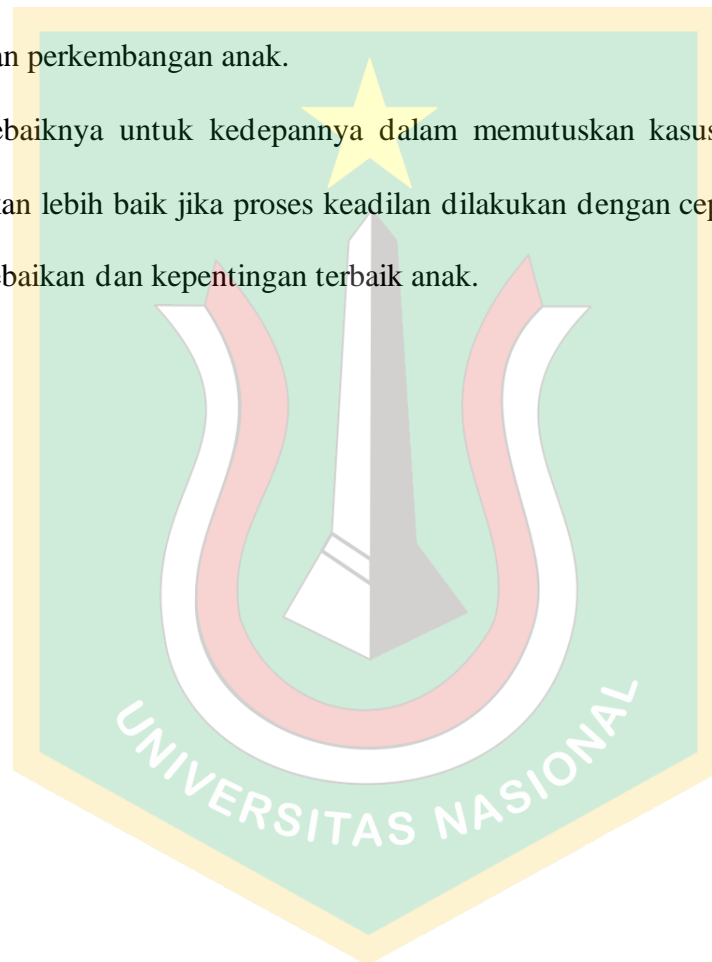 an perkembangan anak.
ebaiknya untuk kedepannya dalam memutuskan kasus
kan lebih baik jika proses keadilan dilakukan dengan cep
ebaikan dan kepentingan terbaik anak.
UNIVERSITAS NASIONAL